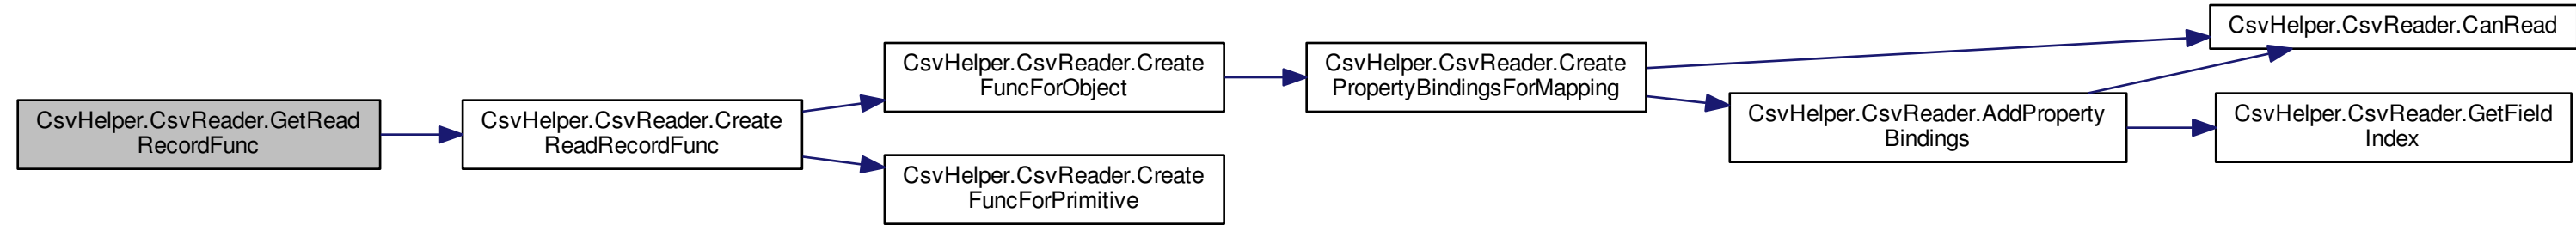 CsvHelper.CsvReader.GetRead
RecordFunc
CsvHelper.CsvReader.Create
ReadRecordFunc
CsvHelper.CsvReader.Create
FuncForObject
CsvHelper.CsvReader.Create
FuncForPrimitive
CsvHelper.CsvReader.Create
PropertyBindingsForMapping
CsvHelper.CsvReader.AddProperty
Bindings
CsvHelper.CsvReader.CanRead
CsvHelper.CsvReader.GetField
Index